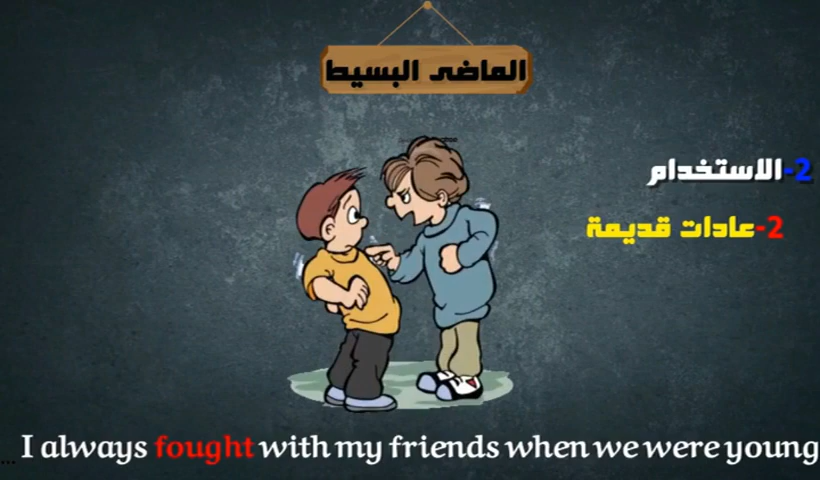 الماضى البسيط
2-الاستخدام
2-عادات قديمة
... I always fought with my friends when we were young